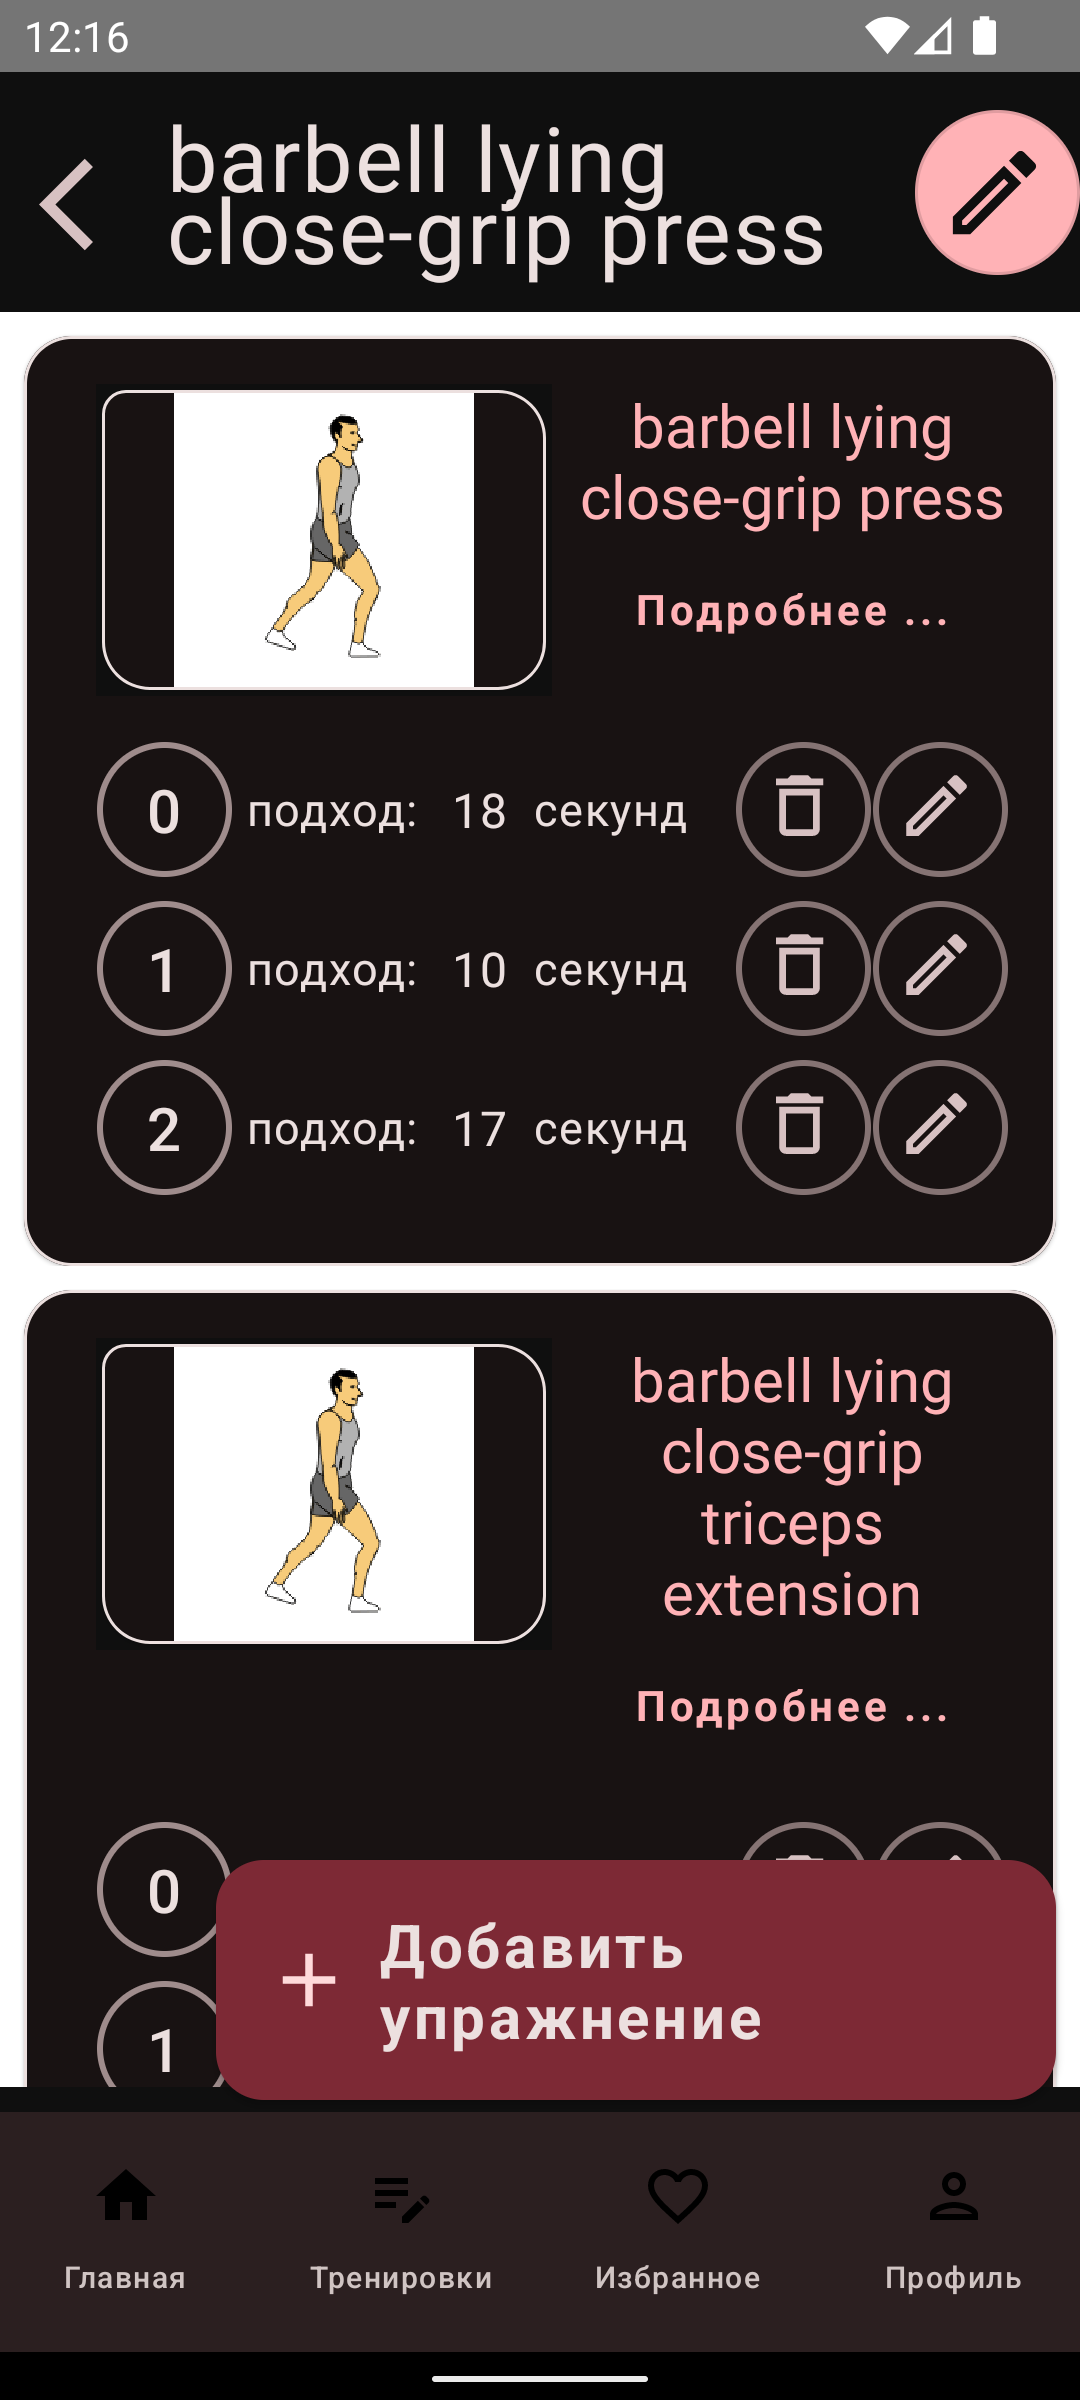 12:16
barbell lying
close-grip press
barbell lying
close-grip press
Подробнее ...
0 подход: 18 секунд
1 подход: 10 секунд
2 подход: 17 секунд
barbell lying
close-grip
triceps
extension
Подробнее ...
0
1
+ Добавить
упражнение
Главная Тренировки Избранное Профиль